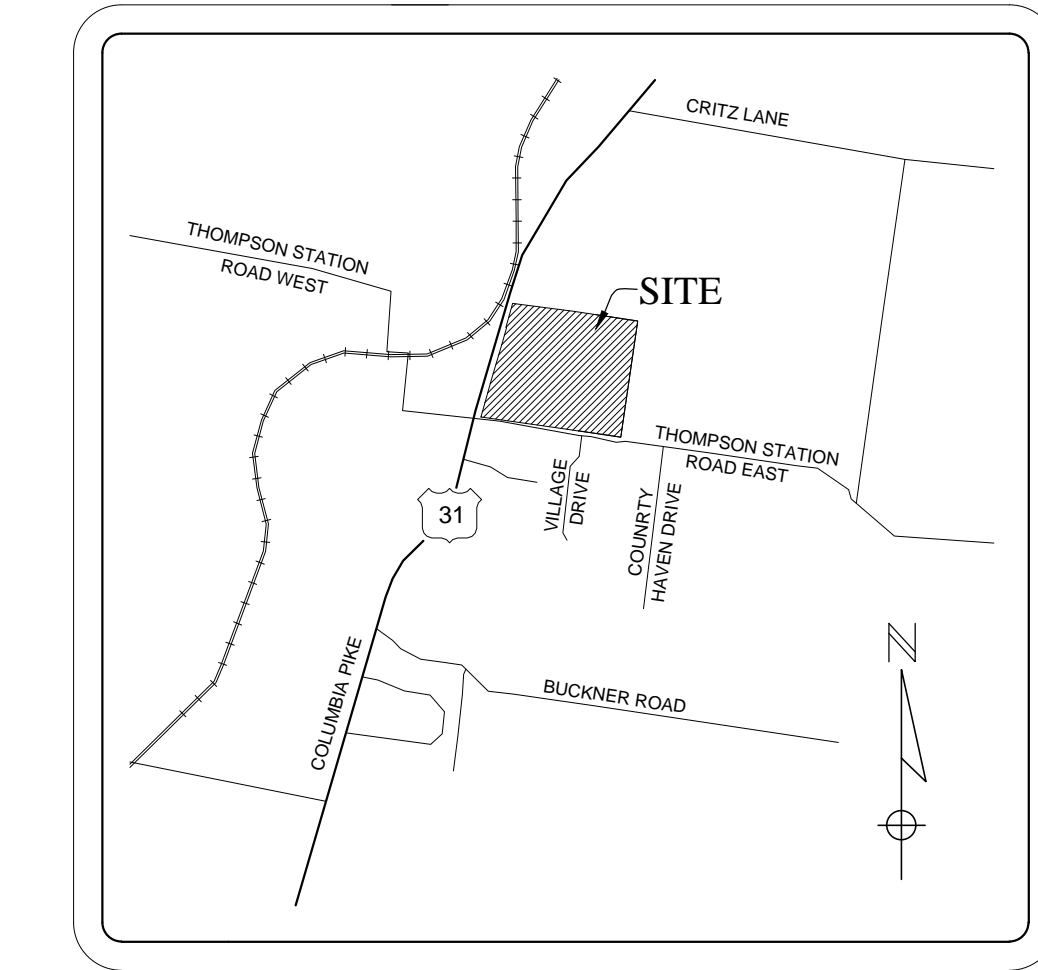 CRITZ LANE
THOMPSON STATION
ROAD WEST
SITE
THOMPSON STATION
ROAD EAST
VILLAGE
DRIVE
COUNRTY
HAVEN DRIVE
31
COLUMBIA PIKE
BUCKNER ROAD
N